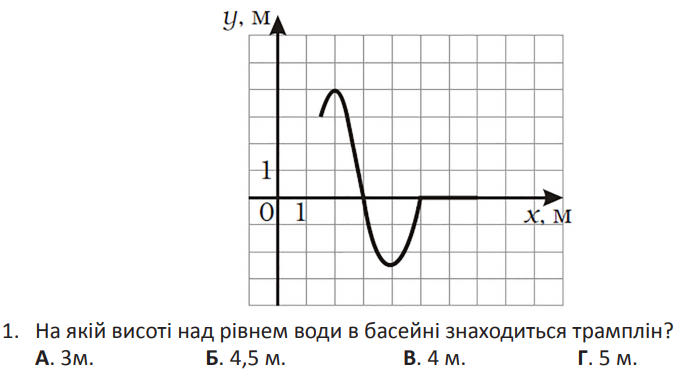 y, м
1
0 1
x, м
1. На якій висоті над рівнем води в басейні знаходиться трамплін?
А. 3м. Б. 4,5 м. В. 4 м. Г. 5 м.